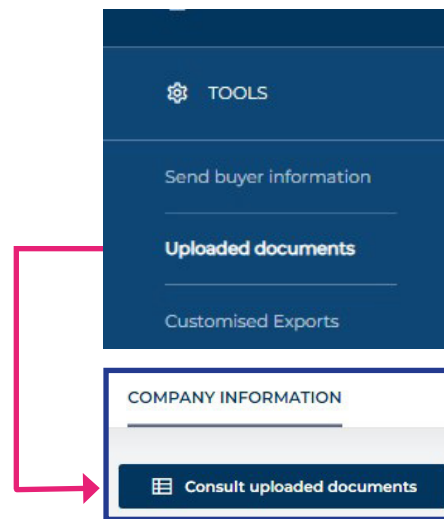 TOOLS
Send buyer information
Uploaded documents
Customised Exports
COMPANY INFORMATION
Consult uploaded documents